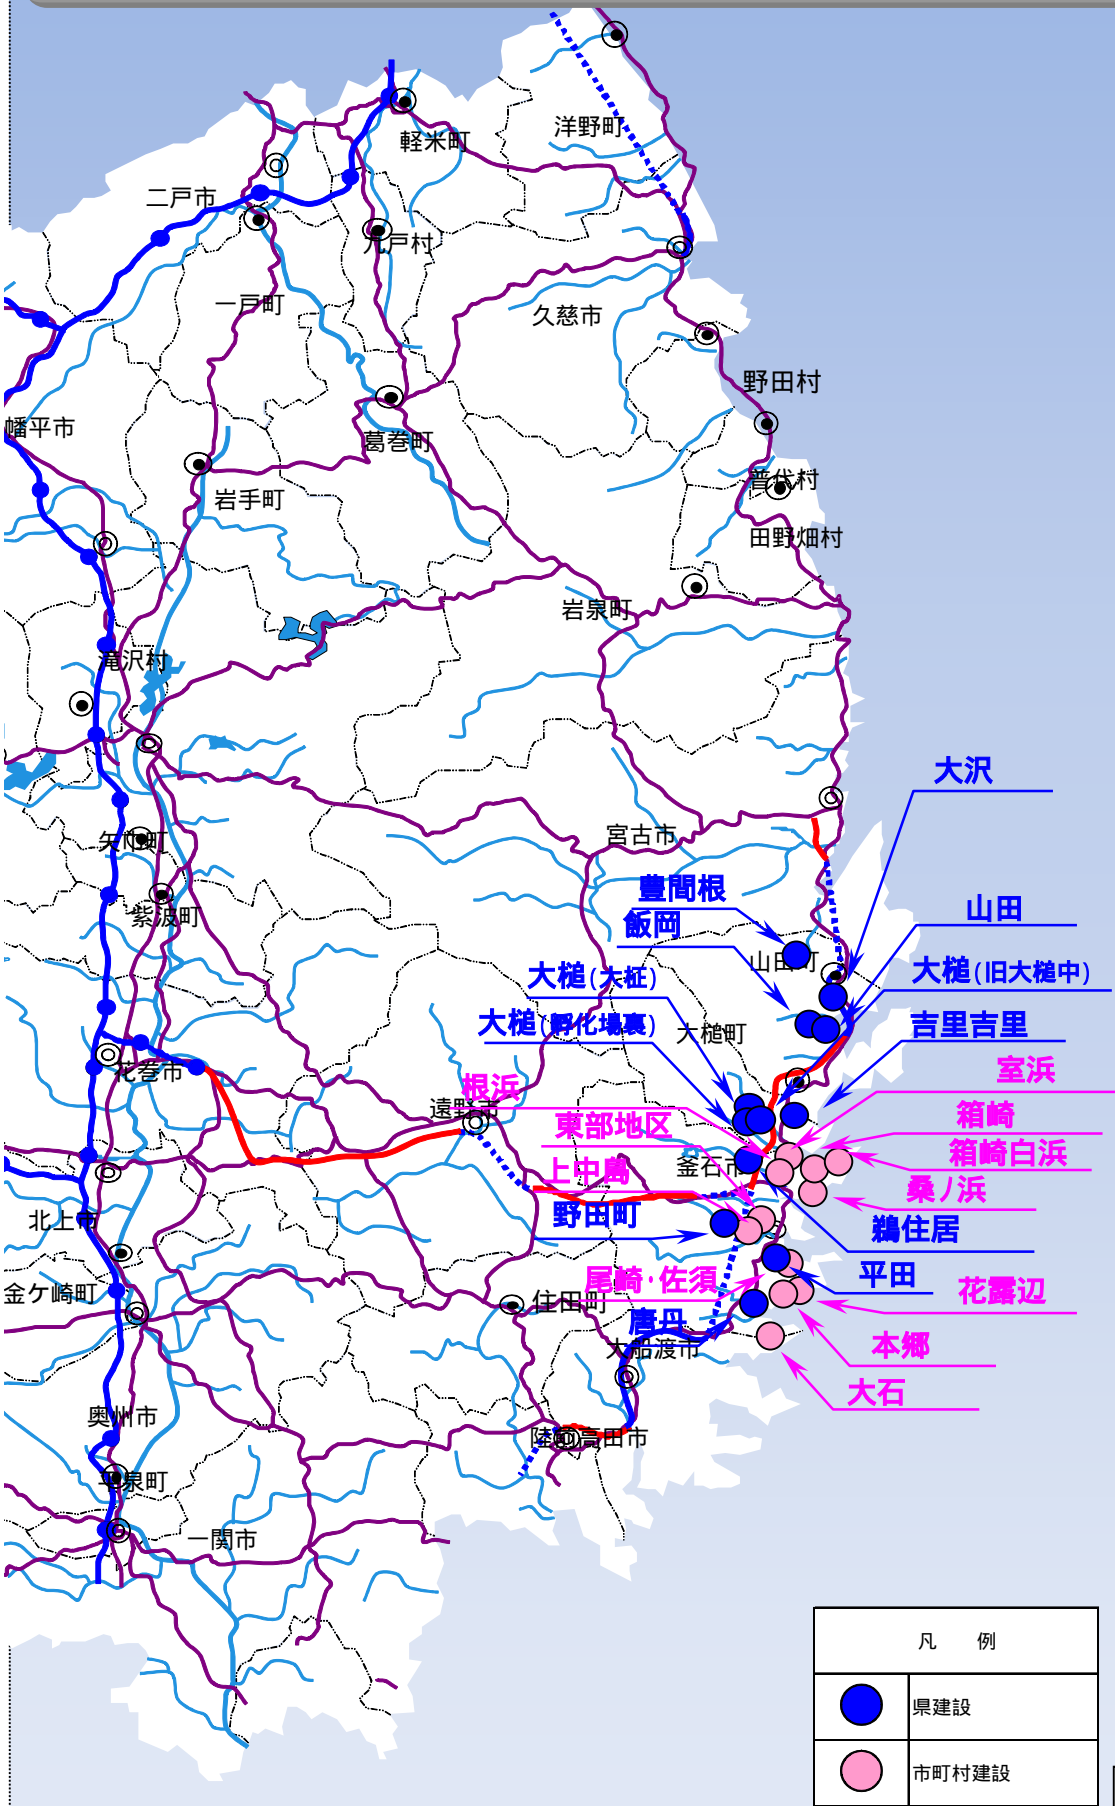 洋野町
軽米町
二戸市
九戸村
一戸町
久慈市
野田村
幡平市
葛巻町
普代村
岩手町
田野畑村
岩泉町
滝沢村
大沢
宮古市
矢巾町
豊間根
山田
紫波町
飯岡
山田町
大槌(大柾)
大槌(旧大槌中)
大槌(孵化場裏)
大槌町
吉里吉里
花巻市
室浜
根浜
遠野市
箱崎
東部地区
箱崎白浜
上中島
釜石市
桑ノ浜
野田町
北上市
鵜住居
平田
尾崎・佐須
金ケ崎町
花露辺
住田町
唐丹
大船渡市
本郷
大石
奥州市
陸前高田市
平泉町
一関市
凡 例
県建設
市町村建設